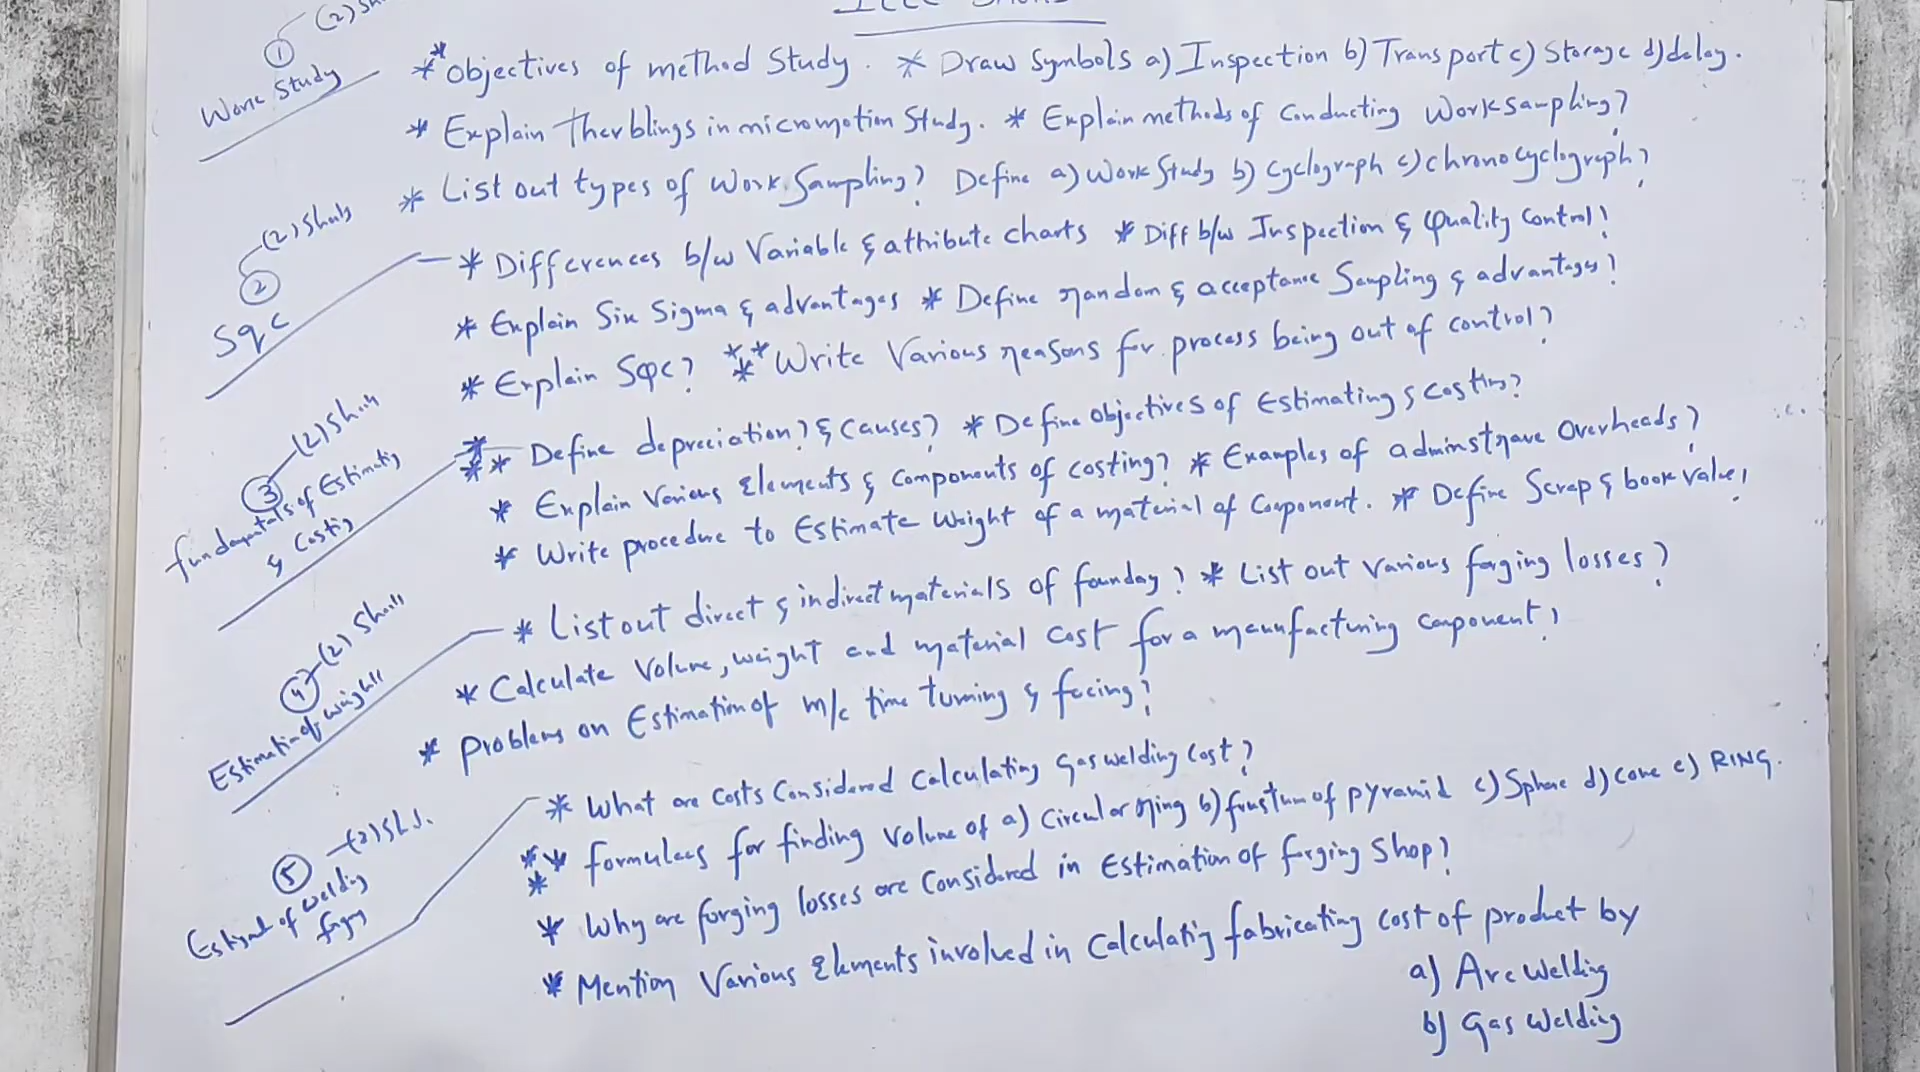 (2) Sh
① * Objectives of method Study. * Draw Symbols a) Inspection b) Transport c) Storage d) delay.
Work Study * Explain Therblings in micromotion Study. * Explain methods of Conducting Worksampling?
* List out types of Work Sampling? Define a) Work Study b) Cyclograph c) chronocyclograph?
(2) Shorts
② * Differences b/w Variable & attribute charts * Diff b/w Inspection & Quality Control?
Sqc * Explain Six Sigma & advantages * Define random & acceptance Sampling & advantages?
* Explain SQC? *** Write Various reasons for process being out of control?
(2) Shorts
③ *** Define depreciation? & Causes? * Define objectives of Estimating & Costing?
fundamentals of Estimating & Costing * Explain Various Elements & Components of costing? * Examples of adminstrave Overheads?
* Write procedure to Estimate Weight of a material of Component. * Define Scrap & book value?
(2) Shorts
④ * List out direct & indirect materials of founday? * List out Various forging losses?
Estimation of weights * Calculate Volume, weight and material Cost for a manufacturing component?
* problems on Estimation of m/c time turning & facing?
⑤ * What are Costs Considered Calculating Gas welding Cost?
*** formulaes for finding Volume of a) Circular ring b) frustum of pyramid c) Sphere d) Cone e) RING.
of Welding * Why are forging losses are Considered in Estimation of forging Shop?
* Mention Various Elements involved in Calculatig fabricating cost of product by
a) Arc Welding
b) Gas Welding